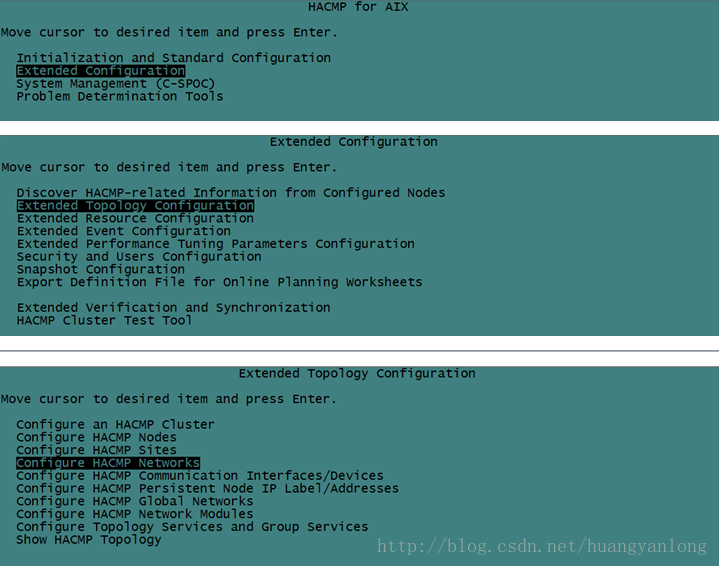 HACMP for AIX
Move cursor to desired item and press Enter.
Initialization and Standard Configuration
Extended Configuration
System Management (C-SPOC)
Problem Determination Tools
Extended Configuration
Move cursor to desired item and press Enter.
Discover HACMP-related Information from Configured Nodes
Extended Topology Configuration
Extended Resource Configuration
Extended Event Configuration
Extended Performance Tuning Parameters Configuration
Security and Users Configuration
Snapshot Configuration
Export Definition File for Online Planning Worksheets
Extended Verification and Synchronization
HACMP Cluster Test Tool
Extended Topology Configuration
Move cursor to desired item and press Enter.
Configure an HACMP Cluster
Configure HACMP Nodes
Configure HACMP Sites
Configure HACMP Networks
Configure HACMP Communication Interfaces/Devices
Configure HACMP Persistent Node IP Label/Addresses
Configure HACMP Global Networks
Configure HACMP Network Modules
Configure Topology Services and Group Services
Show HACMP Topology
http://blog.csdn.net/huangyanlong